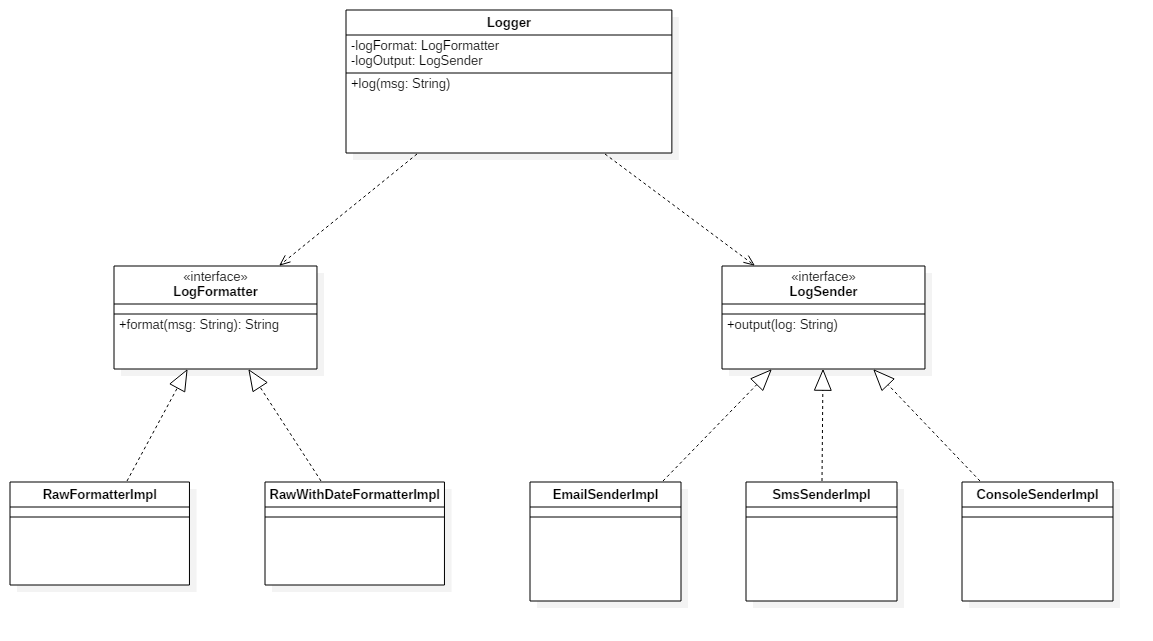 Logger
-logFormat: LogFormatter
-logOutput: LogSender
+log(msg: String)
«interface»
LogFormatter
+format(msg: String): String
«interface»
LogSender
+output(log: String)
RawFormatterImpl
RawWithDateFormatterImpl
EmailSenderImpl
SmsSenderImpl
ConsoleSenderImpl